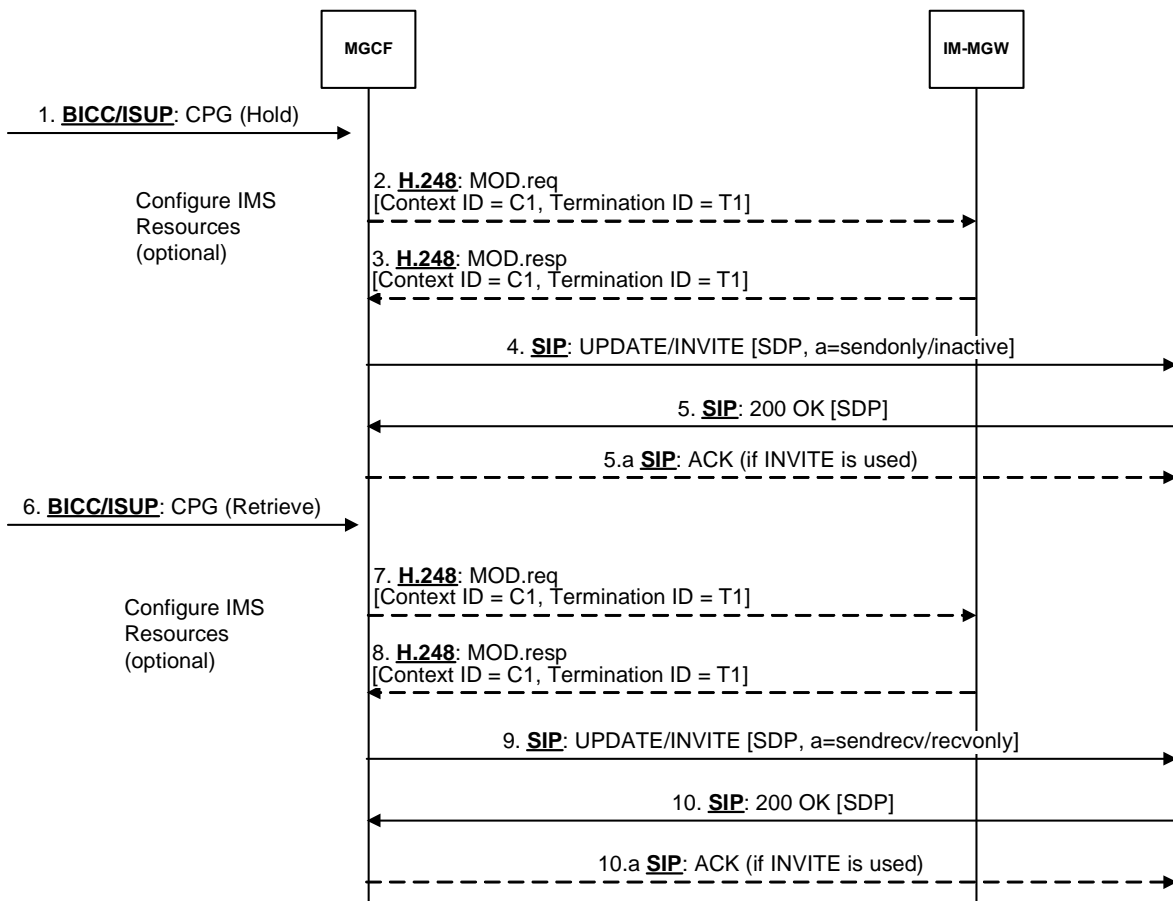 MGCF
IM-MGW
1. BICC/ISUP: CPG (Hold)
2. H.248: MOD.req
[Context ID = C1, Termination ID = T1]
Configure IMS
Resources
(optional)
3. H.248: MOD.resp
[Context ID = C1, Termination ID = T1]
4. SIP: UPDATE/INVITE [SDP, a=sendonly/inactive]
5. SIP: 200 OK [SDP]
5.a SIP: ACK (if INVITE is used)
6. BICC/ISUP: CPG (Retrieve)
7. H.248: MOD.req
[Context ID = C1, Termination ID = T1]
Configure IMS
Resources
(optional)
8. H.248: MOD.resp
[Context ID = C1, Termination ID = T1]
9. SIP: UPDATE/INVITE [SDP, a=sendrecv/recvonly]
10. SIP: 200 OK [SDP]
10.a SIP: ACK (if INVITE is used)